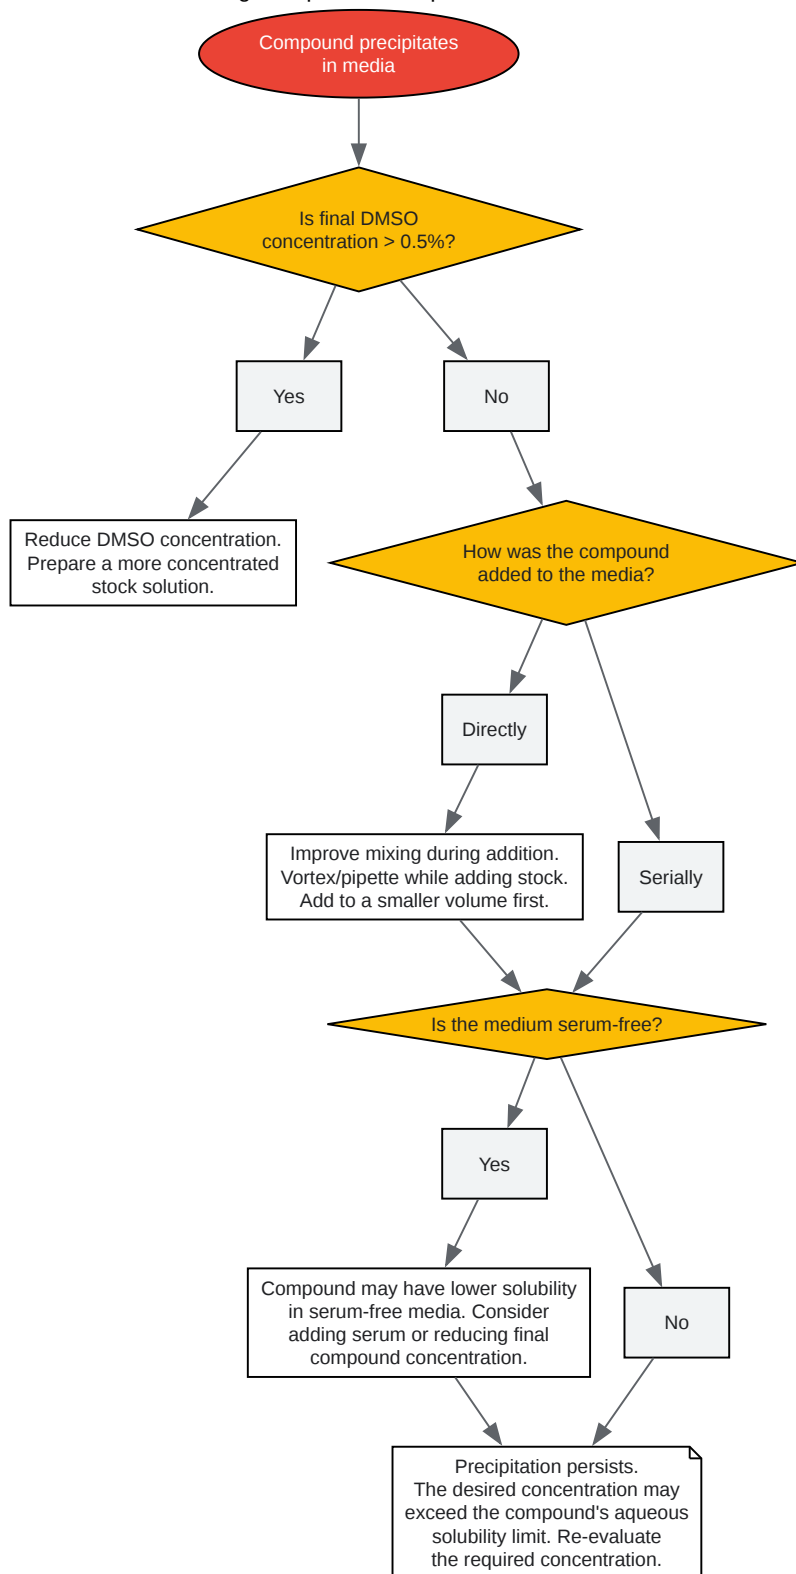 Compound precipitates
in media
Is final DMSO
concentration > 0.5%?
Yes
No
Reduce DMSO concentration.
Prepare a more concentrated
stock solution.
How was the compound
added to the media?
Directly
Improve mixing during addition.
Vortex/pipette while adding stock.
Add to a smaller volume first.
Serially
Is the medium serum-free?
Yes
Compound may have lower solubility
in serum-free media. Consider
adding serum or reducing final
compound concentration.
No
Precipitation persists.
The desired concentration may
exceed the compound's aqueous
solubility limit. Re-evaluate
the required concentration.